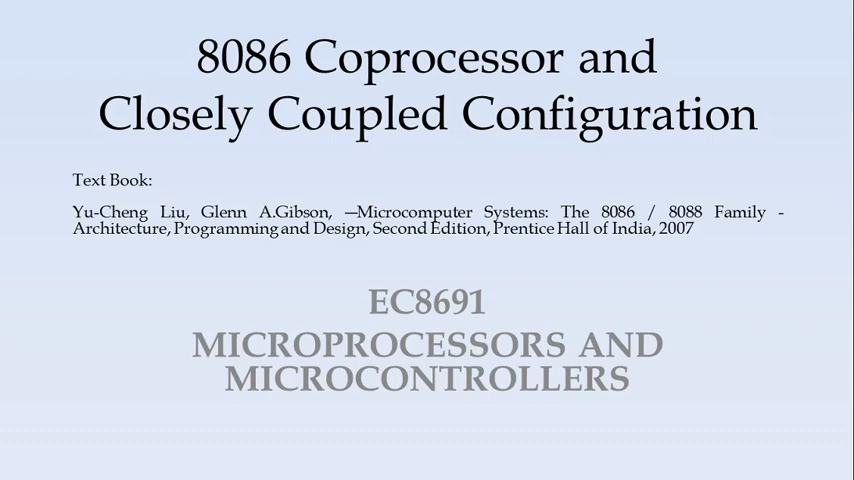 8086 Coprocessor and
Closely Coupled Configuration
Text Book:
Yu-Cheng Liu, Glenn A.Gibson, ―Microcomputer Systems: The 8086 / 8088 Family -
Architecture, Programming and Design, Second Edition, Prentice Hall of India, 2007
EC8691
MICROPROCESSORS AND
MICROCONTROLLERS